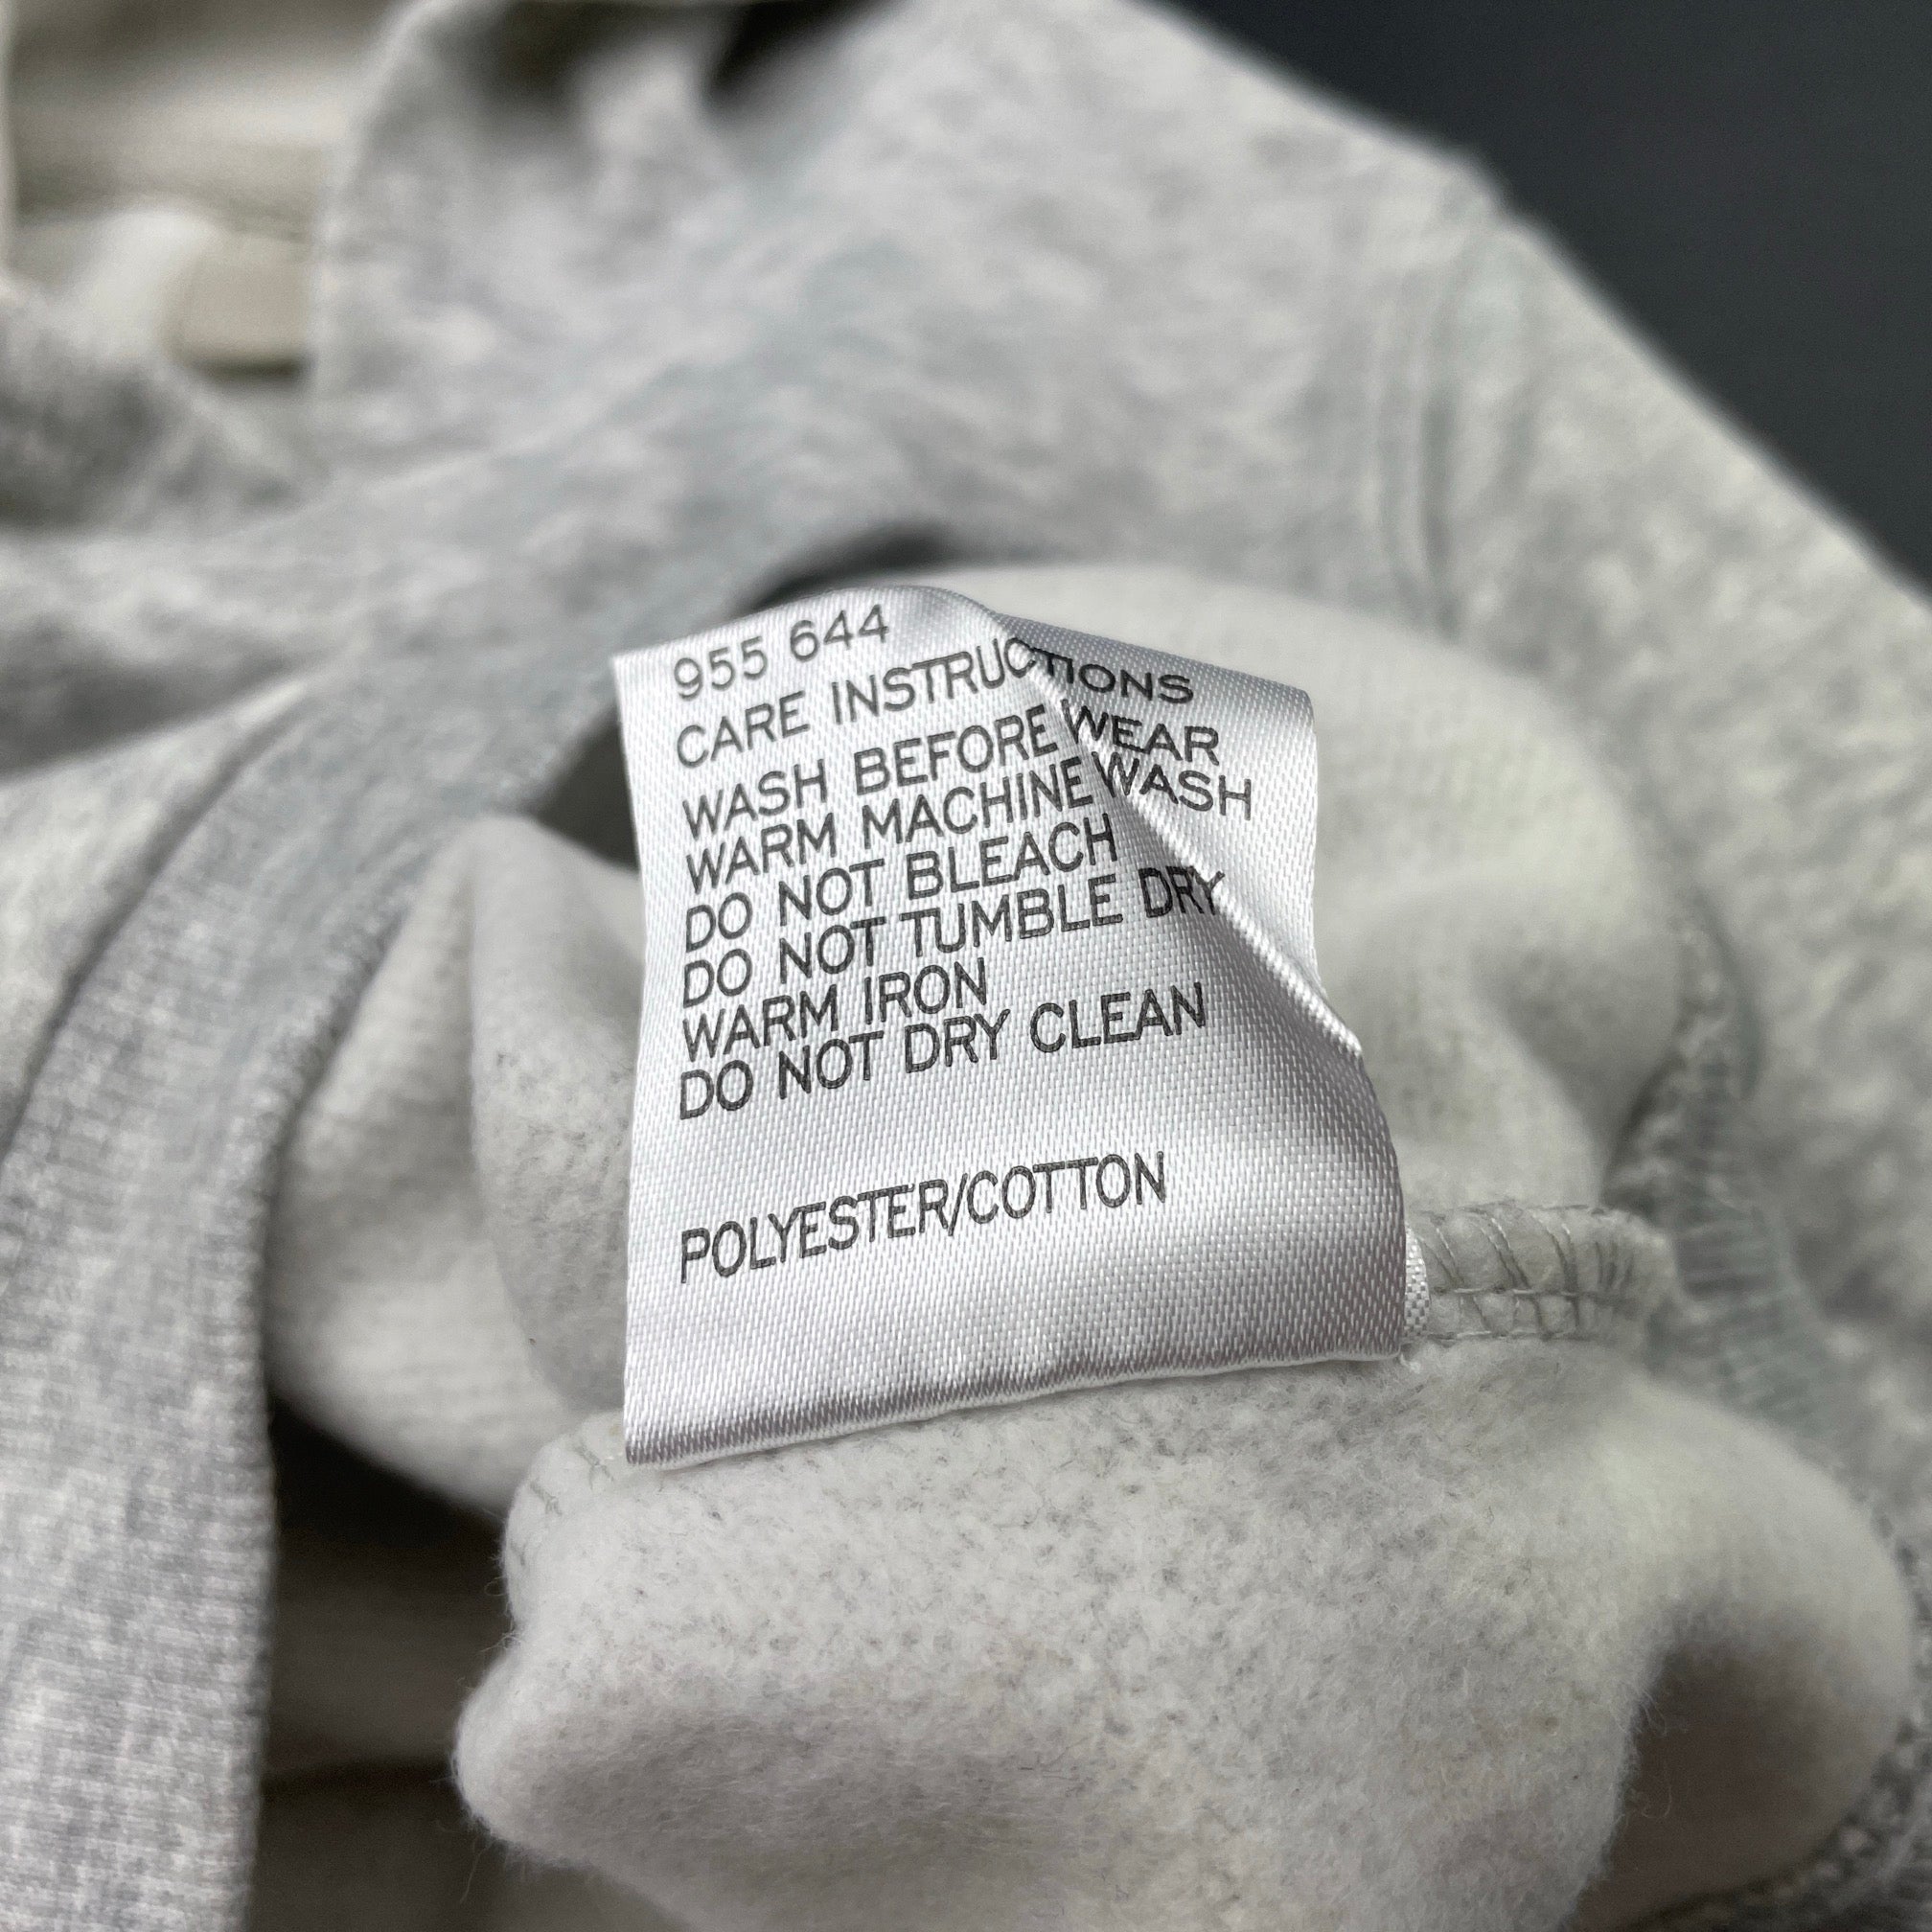 955 644
CARE INSTRUCTIONS
WASH BEFORE WEAR
WARM MACHINE WASH
DO NOT BLEACH
DO NOT TUMBLE DRY
WARM IRON
DO NOT DRY CLEAN
POLYESTER/COTTON